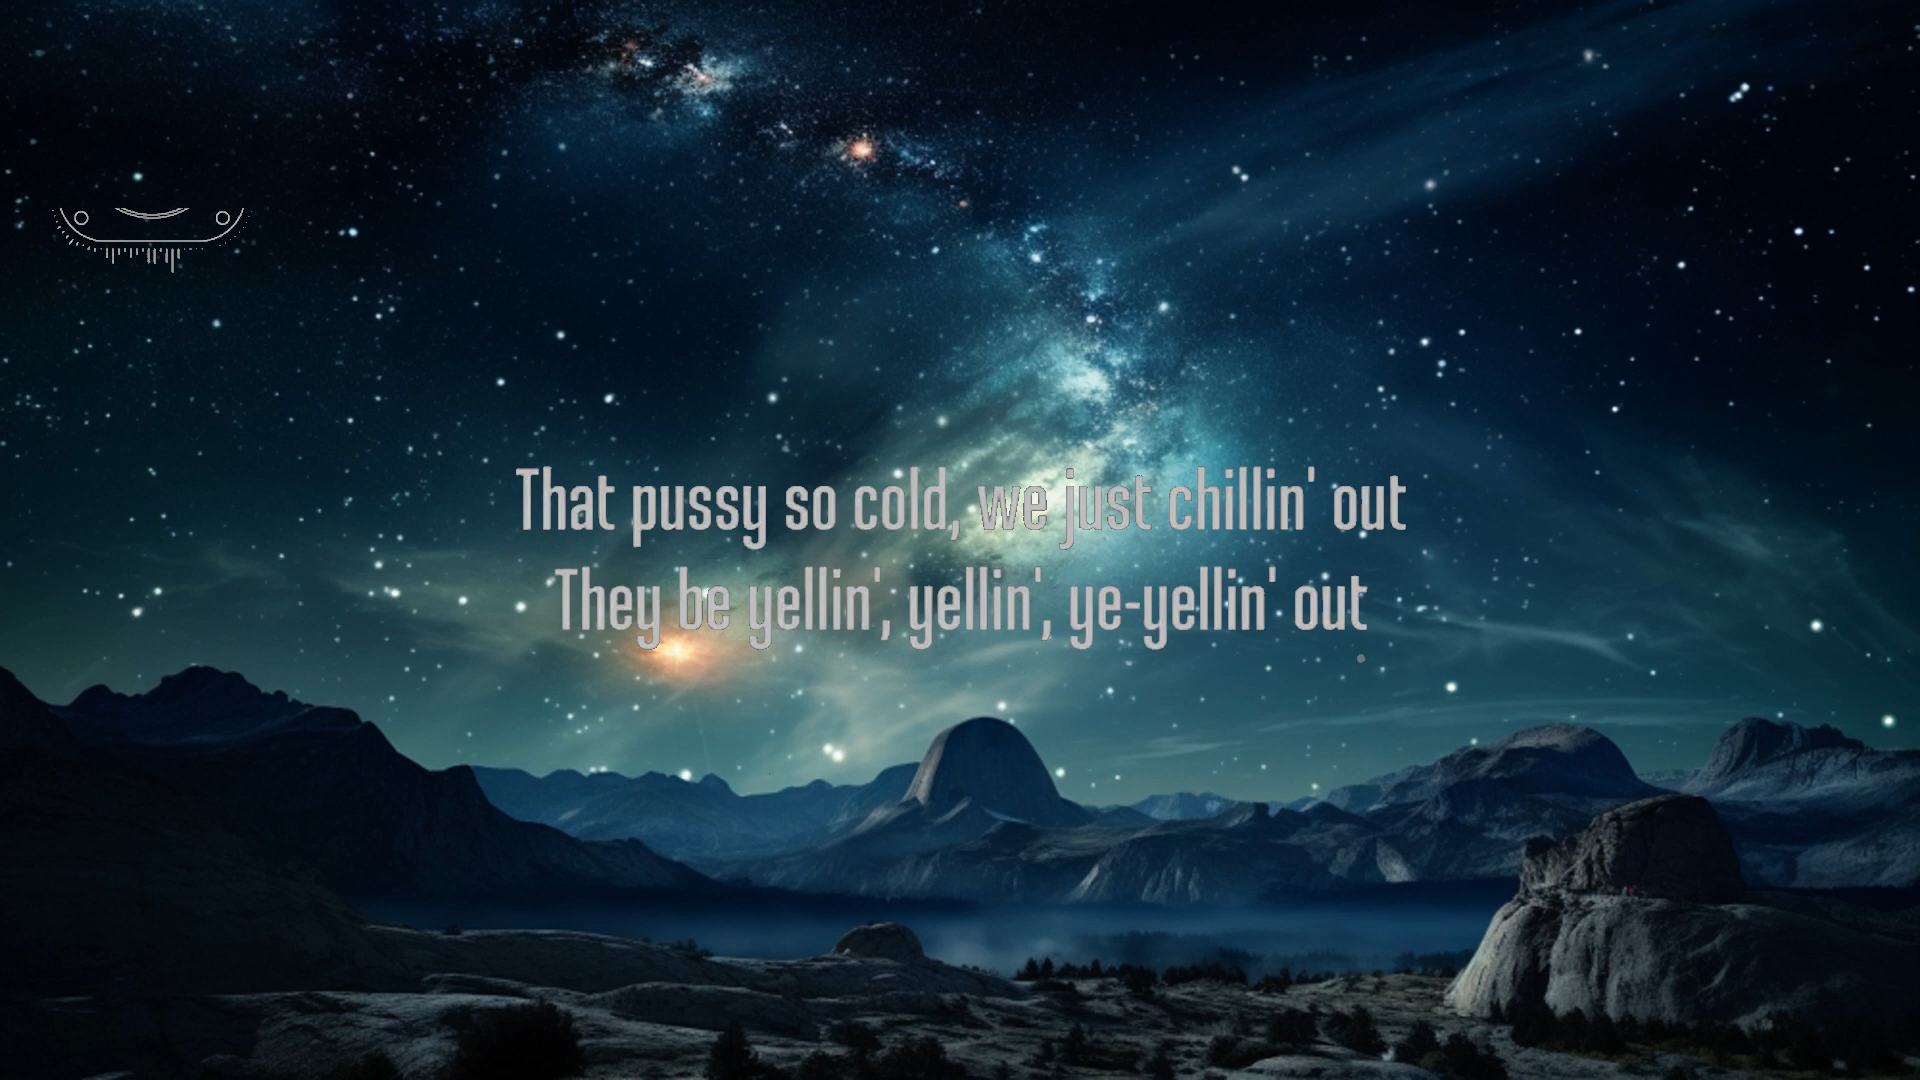 That pussy so cold, we just chillin' out
They be yellin', yellin', ye-yellin' out